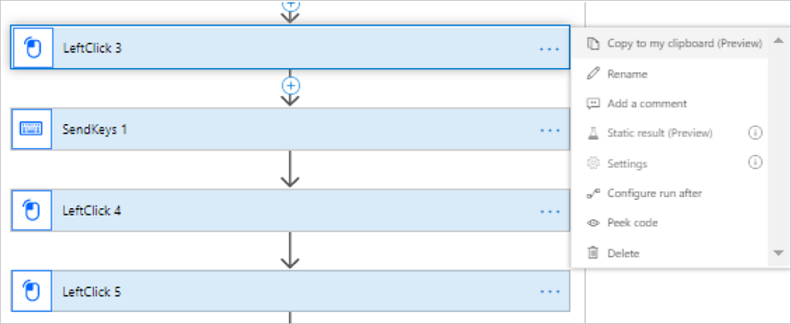 LeftClick 3
Copy to my clipboard (Preview)
Rename
Add a comment
SendKeys 1
Static result (Preview)
Settings
Configure run after
LeftClick 4
Peek code
Delete
LeftClick 5